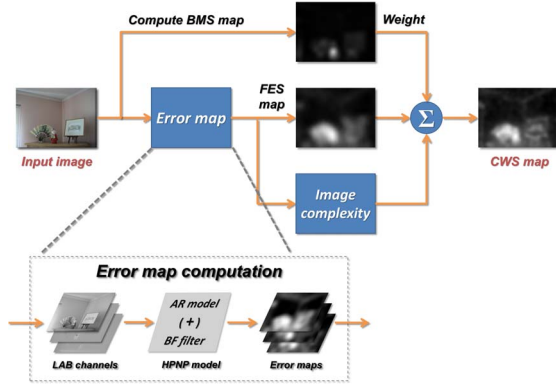 Compute BMS map
Weight
FES
map
Error map
Σ
Input image
CWS map
Image
complexity
Error map computation
AR model
(+)
BF filter
LAB channels
HPNP model
Error maps